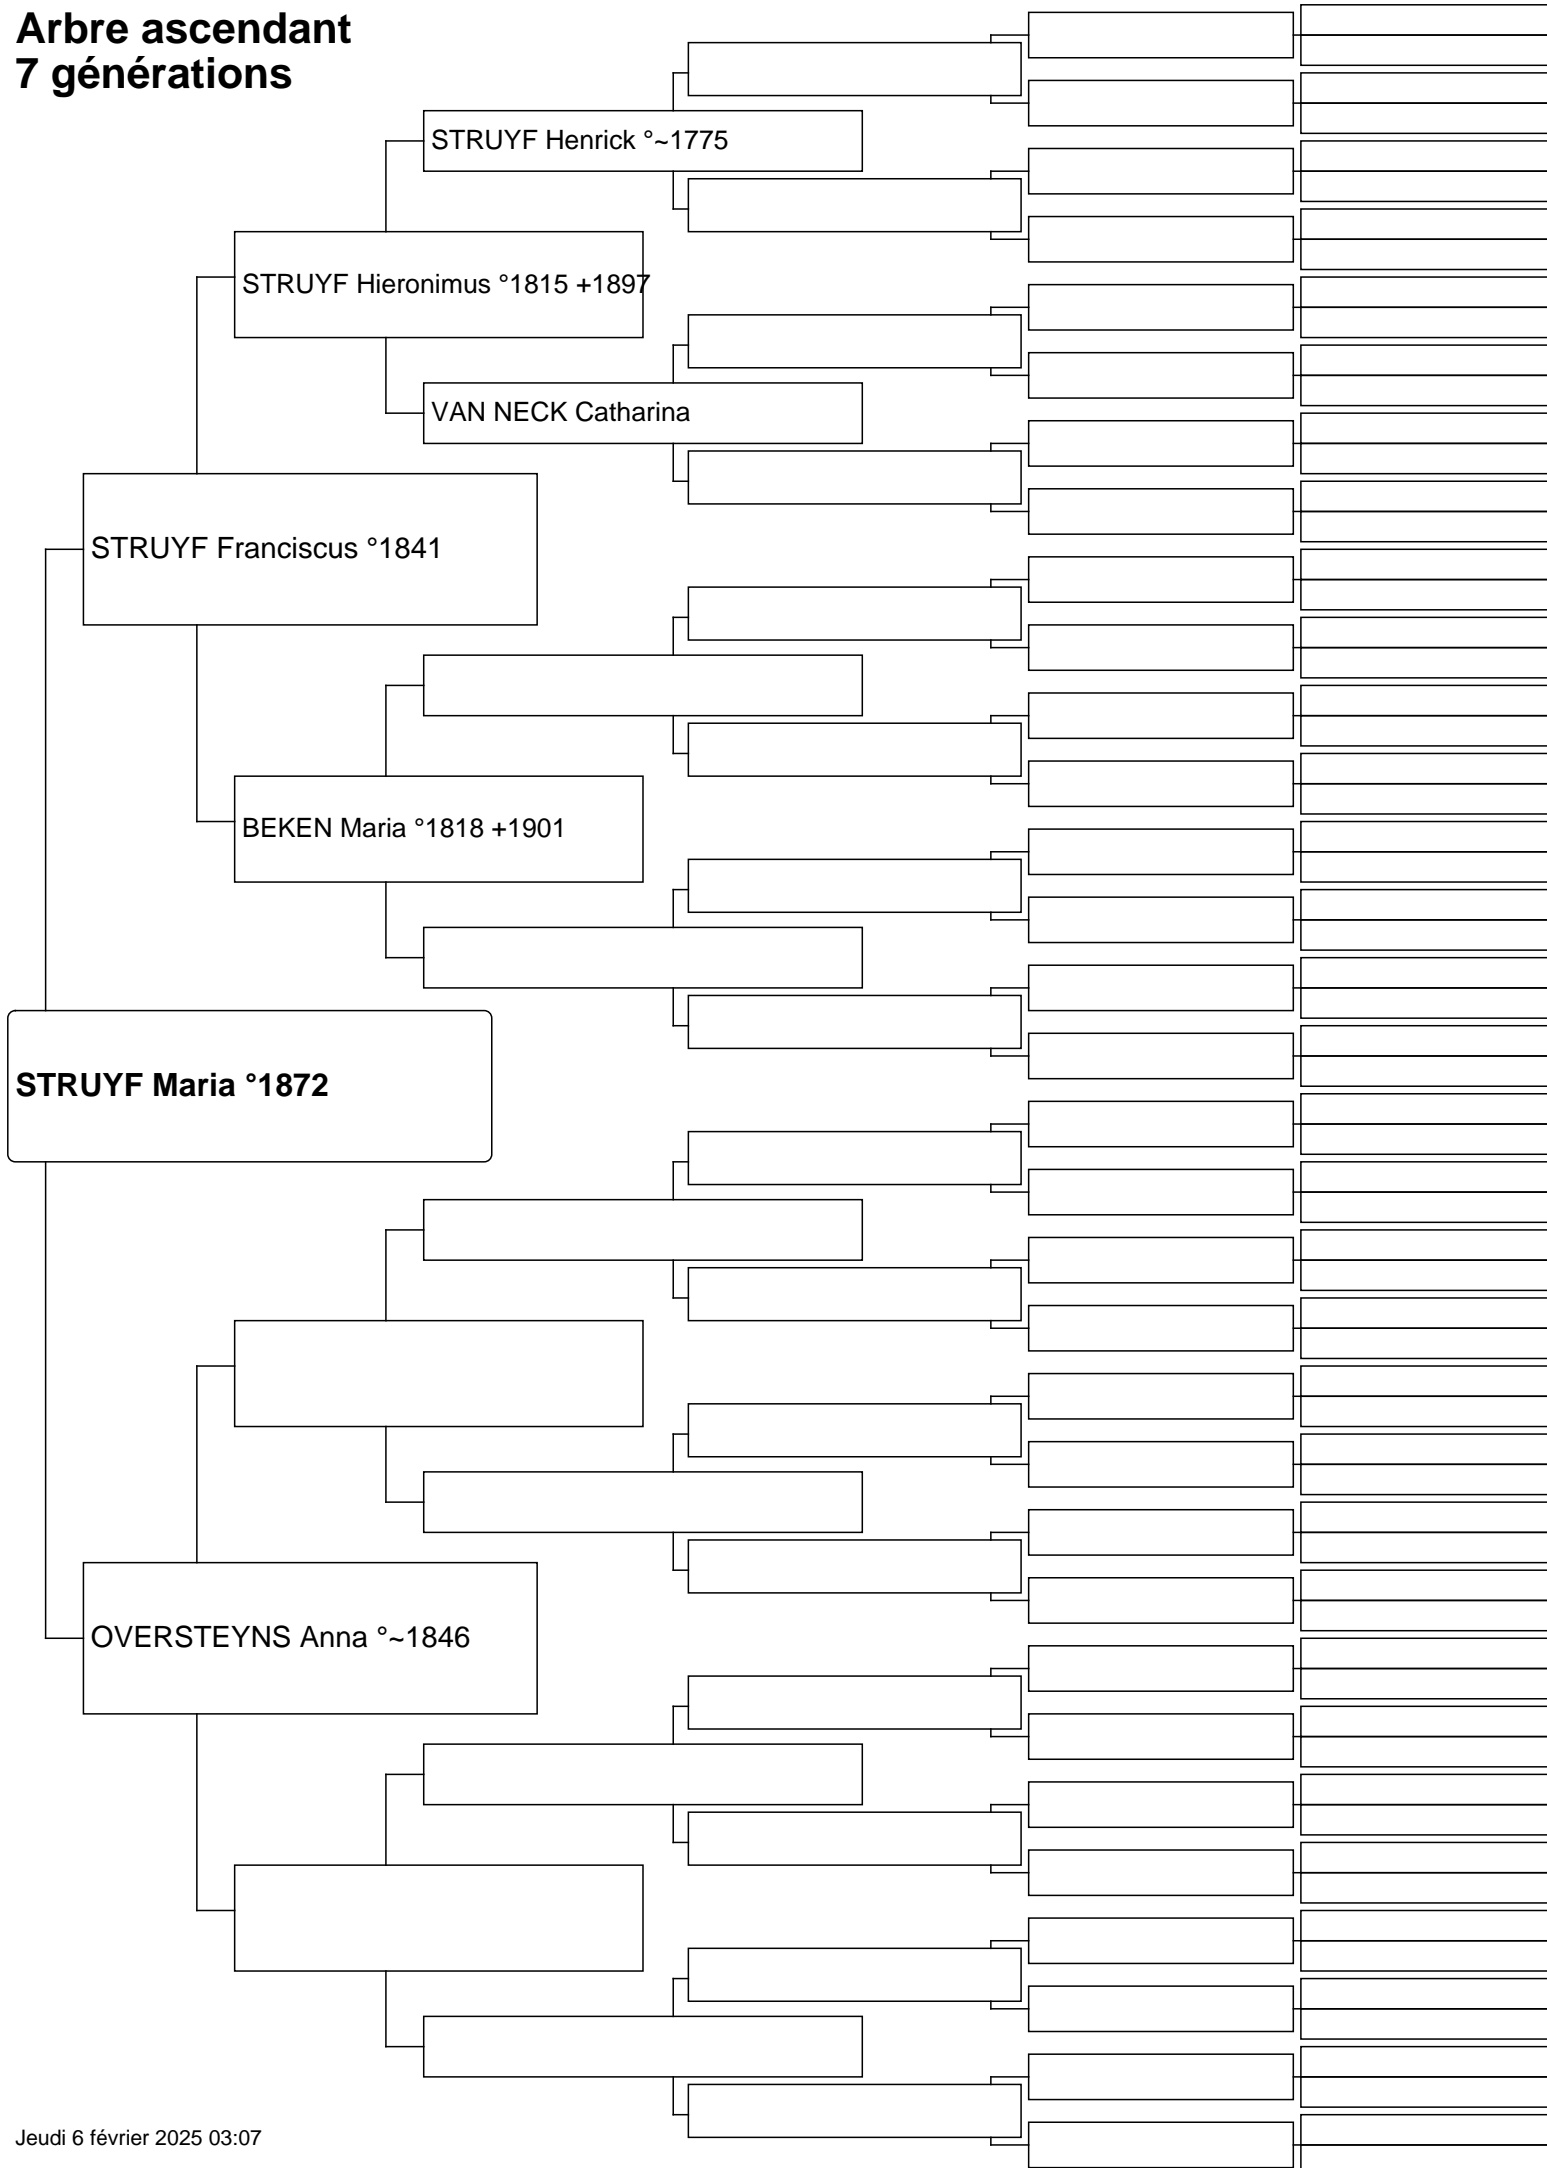 Arbre ascendant
7 générations
STRUYF Henrick °~1775
STRUYF Hieronimus °1815 +1897
VAN NECK Catharina
STRUYF Franciscus °1841
BEKEN Maria °1818 +1901
STRUYF Maria °1872
OVERSTEYNS Anna °~1846
Jeudi 6 février 2025 03:07